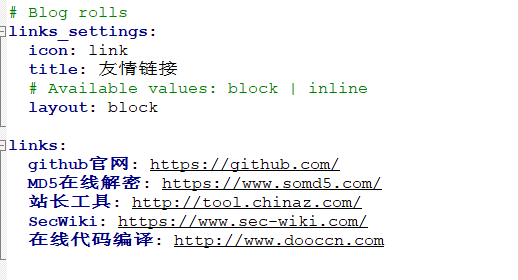 # Blog rolls
links_settings:
  icon: link
  title: 友情链接
  # Available values: block | inline
  layout: block

links:
  github官网: https://github.com/
  MD5在线解密: https://www.somd5.com/
  站长工具: http://tool.chinaz.com/
  SecWiki: https://www.sec-wiki.com/
  在线代码编译: http://www.dooccn.com